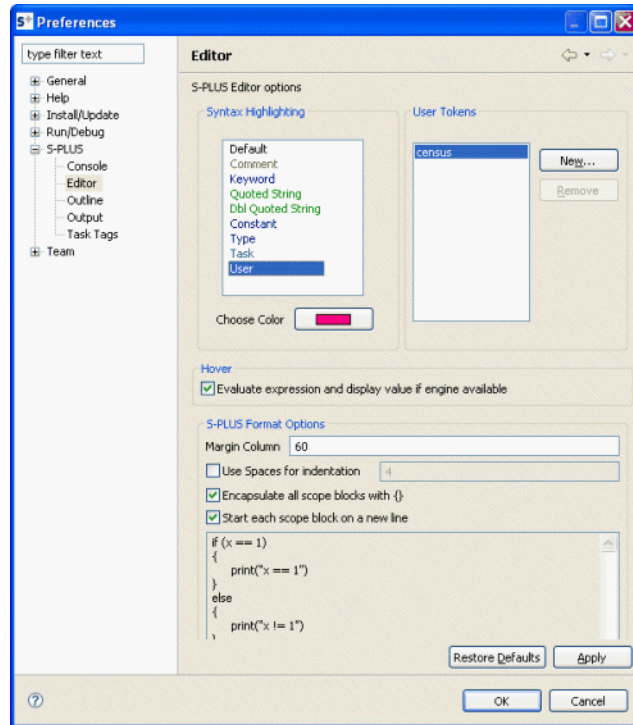 S+ Preferences
type filter text
General
Help
Install/Update
Run/Debug
S-PLUS
Console
Editor
Outline
Output
Task Tags
Team
Editor
S-PLUS Editor options
Syntax Highlighting
Default
Comment
Keyword
Quoted String
Dbl Quoted String
Constant
Type
Task
User
Choose Color
User Tokens
census
New...
Remove
Hover
Evaluate expression and display value if engine available
S-PLUS Format Options
Margin Column 60
Use Spaces for indentation 4
Encapsulate all scope blocks with {}
Start each scope block on a new line
if (x == 1)
{
print("x == 1")
}
else
{
print("x != 1")
Restore Defaults Apply
? OK Cancel